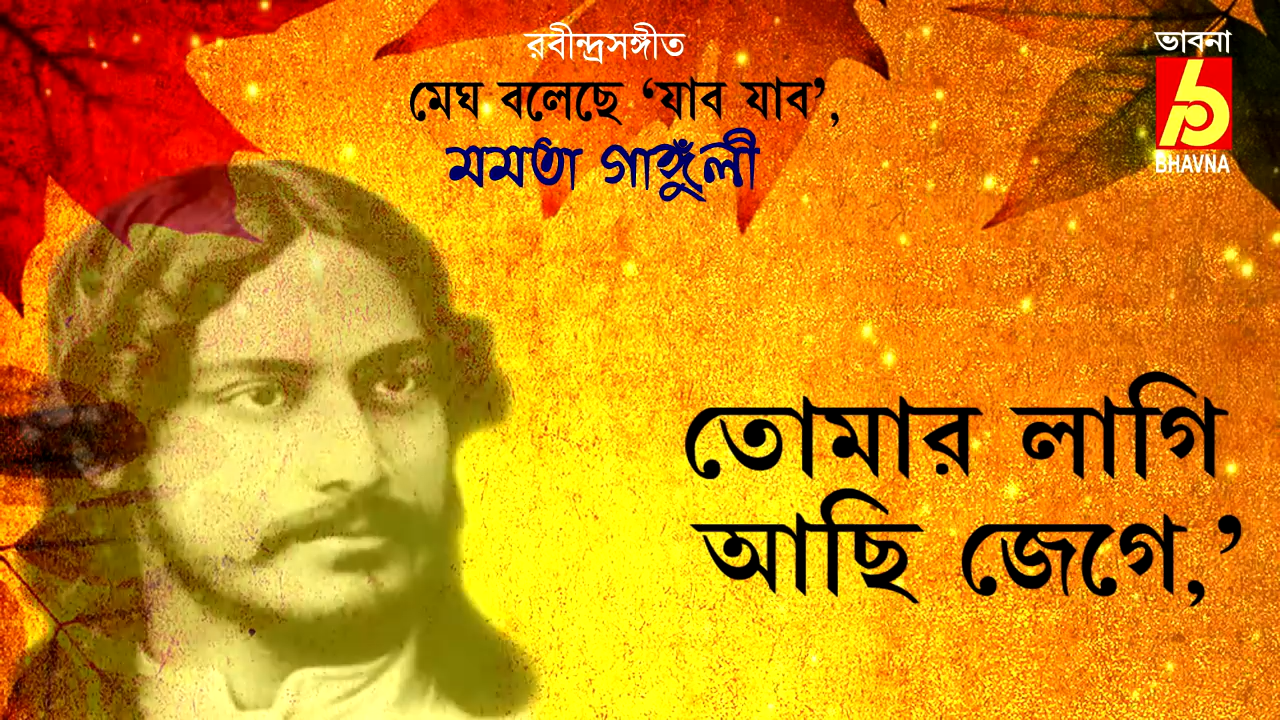 রবীন্দ্রসঙ্গীত
মেঘ বলেছে ‘যাব যাব’,
মমতা গাঙ্গুঁলী
ভাবনা
BHAVNA
তোমার লাগি
আছি জেগে,’